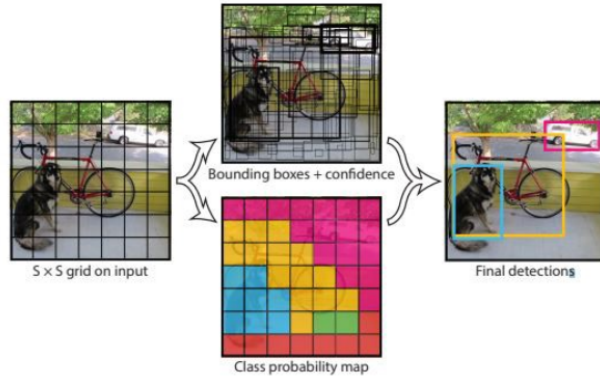 S × S grid on input
Bounding boxes + confidence
Class probability map
Final detections